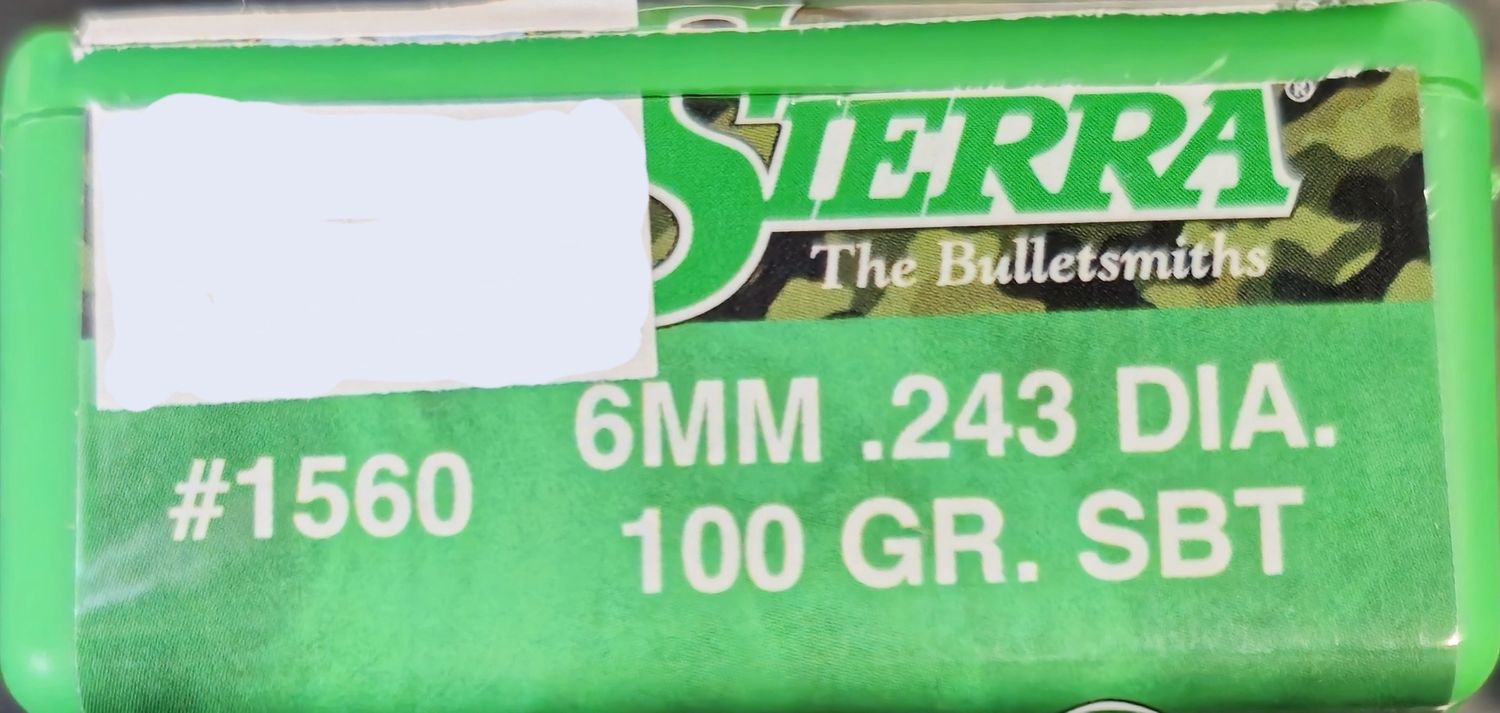 SIERRA®
The Bulletsmiths
6MM .243 DIA.
#1560
100 GR. SBT